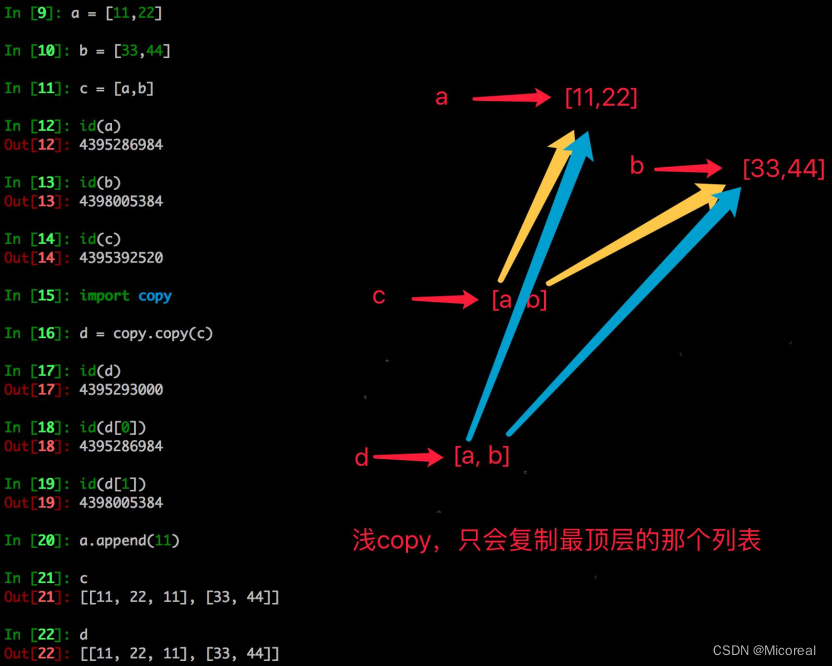 In [9]: a = [11,22]
In [10]: b = [33,44]
In [11]: c = [a,b]
In [12]: id(a)
Out[12]: 4395286984
In [13]: id(b)
Out[13]: 4398005384
In [14]: id(c)
Out[14]: 4395392520
In [15]: import copy
In [16]: d = copy.copy(c)
In [17]: id(d)
Out[17]: 4395293000
In [18]: id(d[0])
Out[18]: 4395286984
In [19]: id(d[1])
Out[19]: 4398005384
In [20]: a.append(11)
In [21]: c
Out[21]: [[11, 22, 11], [33, 44]]
In [22]: d
Out[22]: [[11, 22, 11], [33, 44]]
a [11,22]
b [33,44]
c [a, b]
d [a, b]
浅copy，只会复制最顶层的那个列表
CSDN @Micoreal